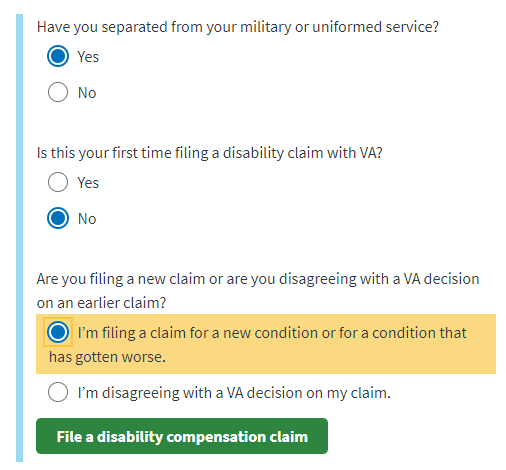 Have you separated from your military or uniformed service?
Yes
No
Is this your first time filing a disability claim with VA?
Yes
No
Are you filing a new claim or are you disagreeing with a VA decision
on an earlier claim?
I’m filing a claim for a new condition or for a condition that
has gotten worse.
I’m disagreeing with a VA decision on my claim.
File a disability compensation claim